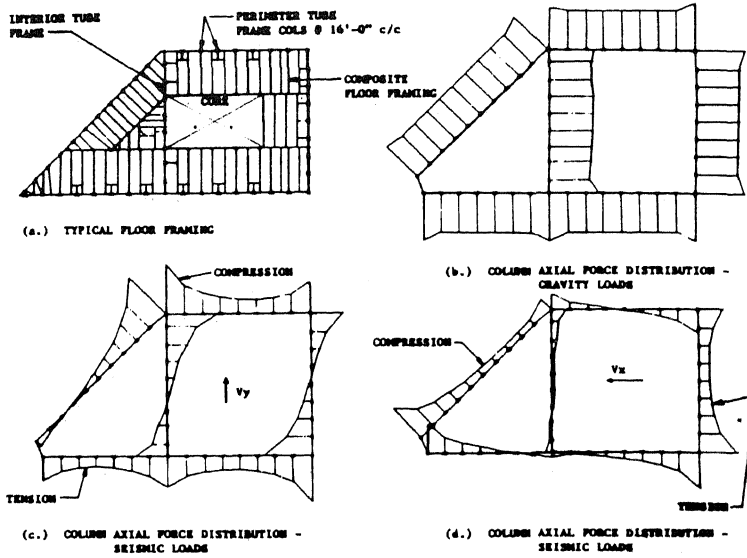 INTERIOR TUBE
FRAME
PERIMETER TUBE
FRAME COLS @ 16'-0" c/c
COMPOSITE
FLOOR FRAMING
CORE
(a.) TYPICAL FLOOR FRAMING
(b.) COLUMN AXIAL FORCE DISTRIBUTION -
GRAVITY LOADS
COMPRESSION
Vy
TENSION
(c.) COLUMN AXIAL FORCE DISTRIBUTION -
SEISMIC LOADS
COMPRESSION
Vx
TENSION
(d.) COLUMN AXIAL FORCE DISTRIBUTION -
SEISMIC LOADS